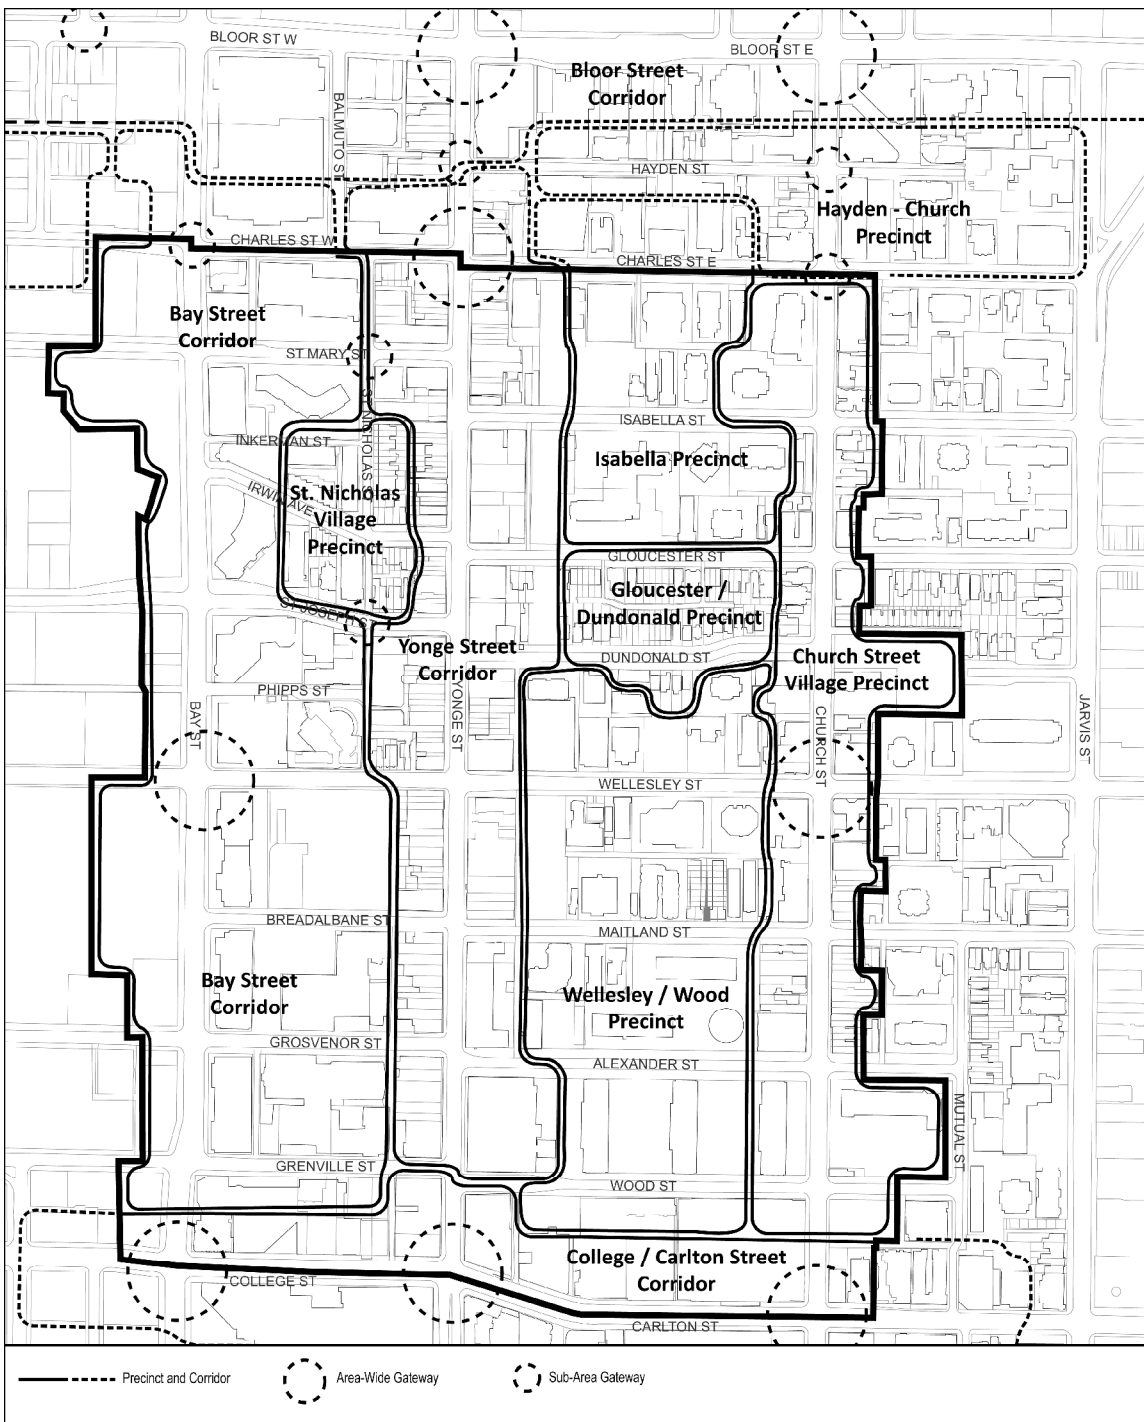 BLOOR ST W
BLOOR ST E
Bloor Street
Corridor
BALMUTO ST
HAYDEN ST
Hayden - Church
Precinct
CHARLES ST W
CHARLES ST E
Bay Street
Corridor
ST MARY ST
ST NICHOLAS ST
ISABELLA ST
INKERMAN ST
Isabella Precinct
IRWIN AVE
St. Nicholas
Village
Precinct
GLOUCESTER ST
Gloucester /
Dundonald Precinct
ST JOSEPH ST
Yonge Street
Corridor
DUNDONALD ST
Church Street
Village Precinct
PHIPPS ST
BAY ST
YONGE ST
CHURCH ST
JARVIS ST
WELLESLEY ST
BREADALBANE ST
MAITLAND ST
Bay Street
Corridor
Wellesley / Wood
Precinct
GROSVENOR ST
ALEXANDER ST
MUTUAL ST
GRENVILLE ST
WOOD ST
College / Carlton Street
Corridor
COLLEGE ST
CARLTON ST
Precinct and Corridor
Area-Wide Gateway
Sub-Area Gateway